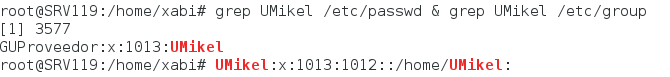 root@SRV119:/home/xabi# grep UMikel /etc/passwd & grep UMikel /etc/group
[1] 3577
GUProveedor:x:1013:UMikel
root@SRV119:/home/xabi# UMikel:x:1013:1012::/home/UMikel: